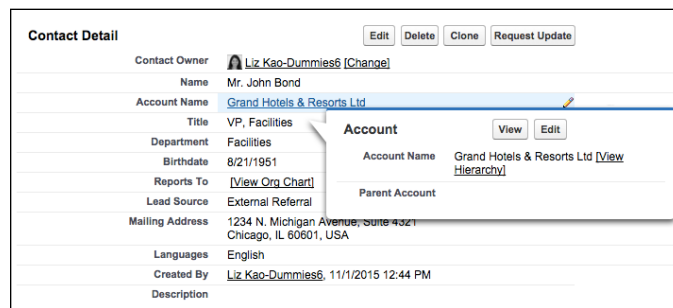 Contact Detail Edit Delete Clone Request Update
Contact Owner Liz Kao-Dummies6 [Change]
Name Mr. John Bond
Account Name Grand Hotels & Resorts Ltd
Title VP, Facilities
Department Facilities
Birthdate 8/21/1951
Reports To [View Org Chart]
Lead Source External Referral
Mailing Address 1234 N. Michigan Avenue, Suite 4321
Chicago, IL 60601, USA
Languages English
Created By Liz Kao-Dummies6, 11/1/2015 12:44 PM
Description
Account View Edit
Account Name Grand Hotels & Resorts Ltd [View
Hierarchy]
Parent Account